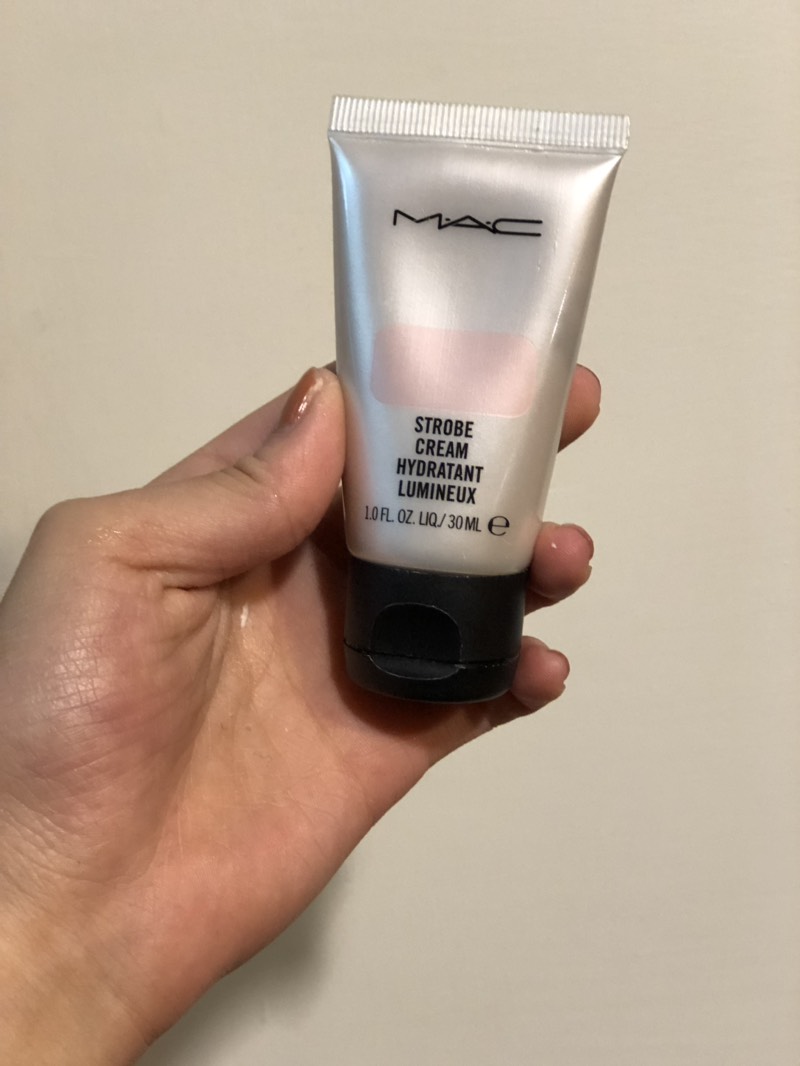 M·A·C
STROBE
CREAM
HYDRATANT
LUMINEUX
1.0 FL. OZ. LIQ./ 30 ML ℮